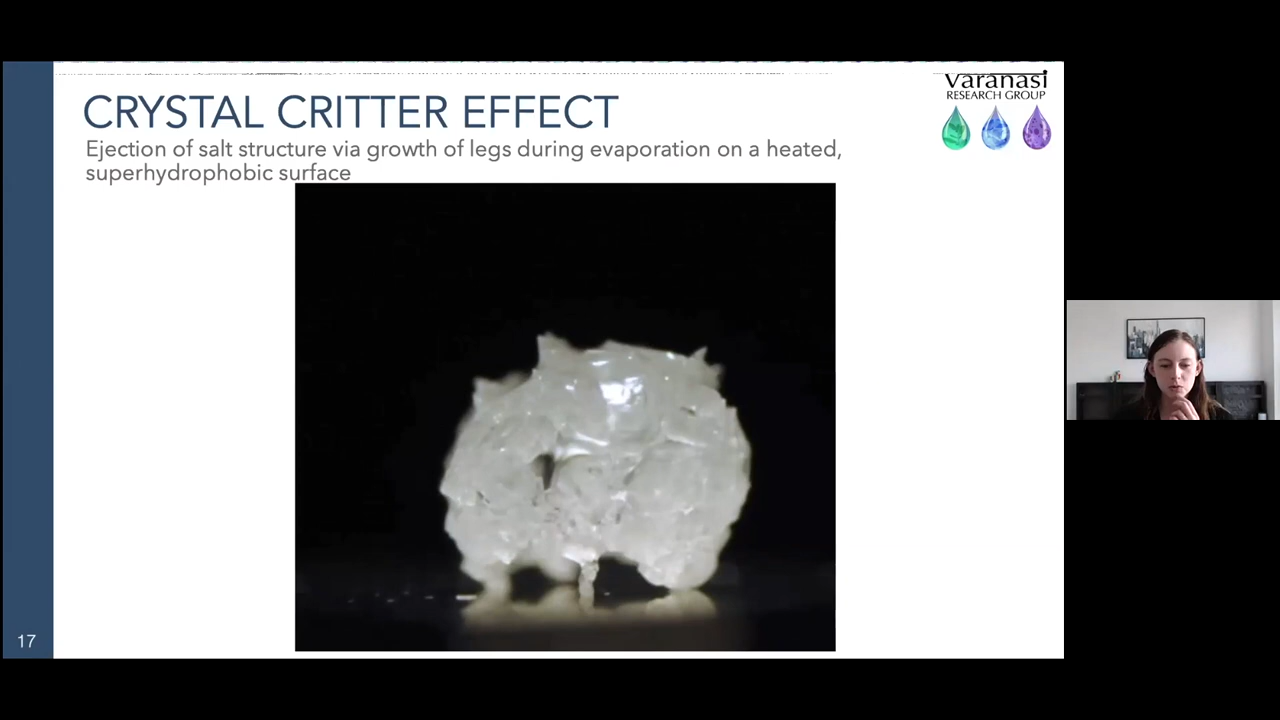 CRYSTAL CRITTER EFFECT
Ejection of salt structure via growth of legs during evaporation on a heated,
superhydrophobic surface
varanasi
RESEARCH GROUP
17